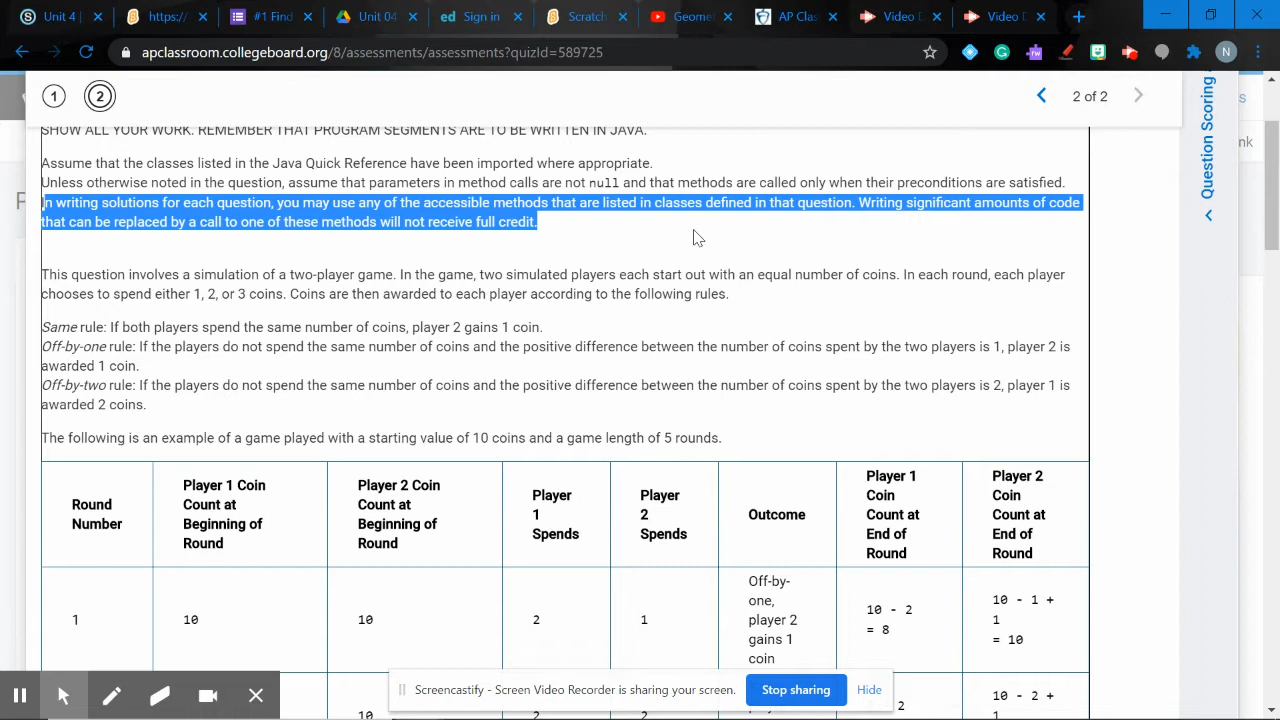 Unit 4 |
https://
#1 Find
Unit 04
Sign in
Scratch
Geome
AP Clas
Video D
Video D
apclassroom.collegeboard.org/8/assessments/assessments?quizId=589725
N
1
2
2 of 2
Question Scoring
SHOW ALL YOUR WORK. REMEMBER THAT PROGRAM SEGMENTS ARE TO BE WRITTEN IN JAVA.
Assume that the classes listed in the Java Quick Reference have been imported where appropriate.
Unless otherwise noted in the question, assume that parameters in method calls are not null and that methods are called only when their preconditions are satisfied.
In writing solutions for each question, you may use any of the accessible methods that are listed in classes defined in that question. Writing significant amounts of code
that can be replaced by a call to one of these methods will not receive full credit.
This question involves a simulation of a two-player game. In the game, two simulated players each start out with an equal number of coins. In each round, each player
chooses to spend either 1, 2, or 3 coins. Coins are then awarded to each player according to the following rules.
Same rule: If both players spend the same number of coins, player 2 gains 1 coin.
Off-by-one rule: If the players do not spend the same number of coins and the positive difference between the number of coins spent by the two players is 1, player 2 is
awarded 1 coin.
Off-by-two rule: If the players do not spend the same number of coins and the positive difference between the number of coins spent by the two players is 2, player 1 is
awarded 2 coins.
The following is an example of a game played with a starting value of 10 coins and a game length of 5 rounds.
Round
Number
Player 1 Coin
Count at
Beginning of
Round
Player 2 Coin
Count at
Beginning of
Round
Player
1
Spends
Player
2
Spends
Outcome
Player 1
Coin
Count at
End of
Round
Player 2
Coin
Count at
End of
Round
1
10
10
2
1
Off-by-
one,
player 2
gains 1
coin
10 - 2
= 8
10 - 1 +
1
= 10
10
2
2
2
10 - 2 +
1
Screencastify - Screen Video Recorder is sharing your screen.
Stop sharing
Hide